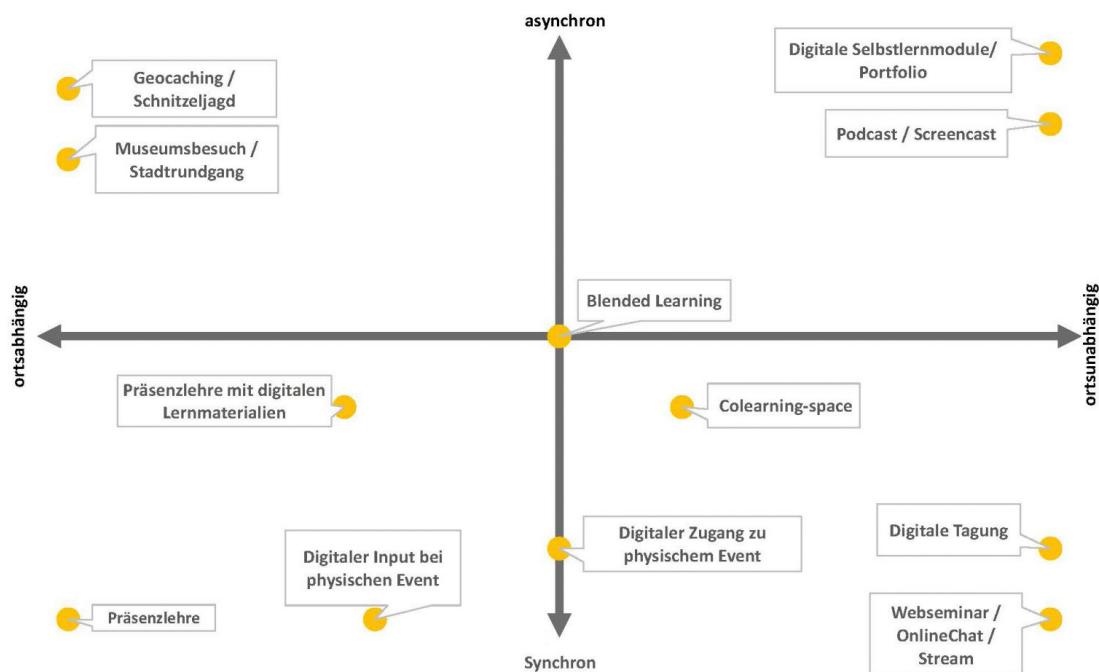 asynchron
Digitale Selbstlernmodule/
Portfolio
Geocaching /
Schnitzeljagd
Podcast / Screencast
Museumsbesuch /
Stadtrundgang
Blended Learning
ortsabhängig
ortsunabhängig
Präsenzlehre mit digitalen
Lernmaterialien
Colearning-space
Digitale Tagung
Digitaler Zugang zu
physischem Event
Digitaler Input bei
physischen Event
Präsenzlehre
Webseminar /
OnlineChat /
Stream
Synchron